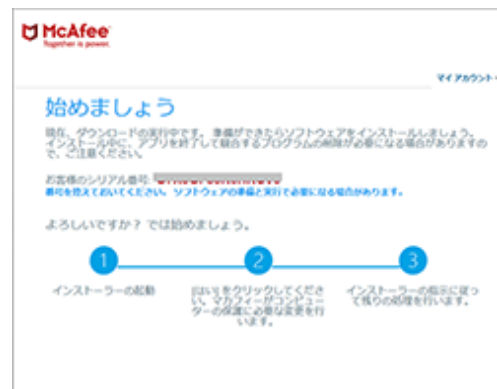 McAfee
Together is power.
マイ アカウント
始めましょう
現在、ダウンロードの実行中です。 準備ができたらソフトウェアをインストールしましょう。
インストール中に、アプリを終了して競合するプログラムの削除が必要になる場合がありますの
で、ご注意ください。
お客様のシリアル番号:
番号を控えておいてください。 ソフトウェアの準備と実行で必要になる場合があります。
よろしいですか? では始めましょう。
1 2 3
インストーラーの起動
[はい] をクリックしてくださ
い。マカフィーがコンピュー
ターの保護に必要な変更を行
います。
インストーラーの指示に従っ
て残りの処理を行います。